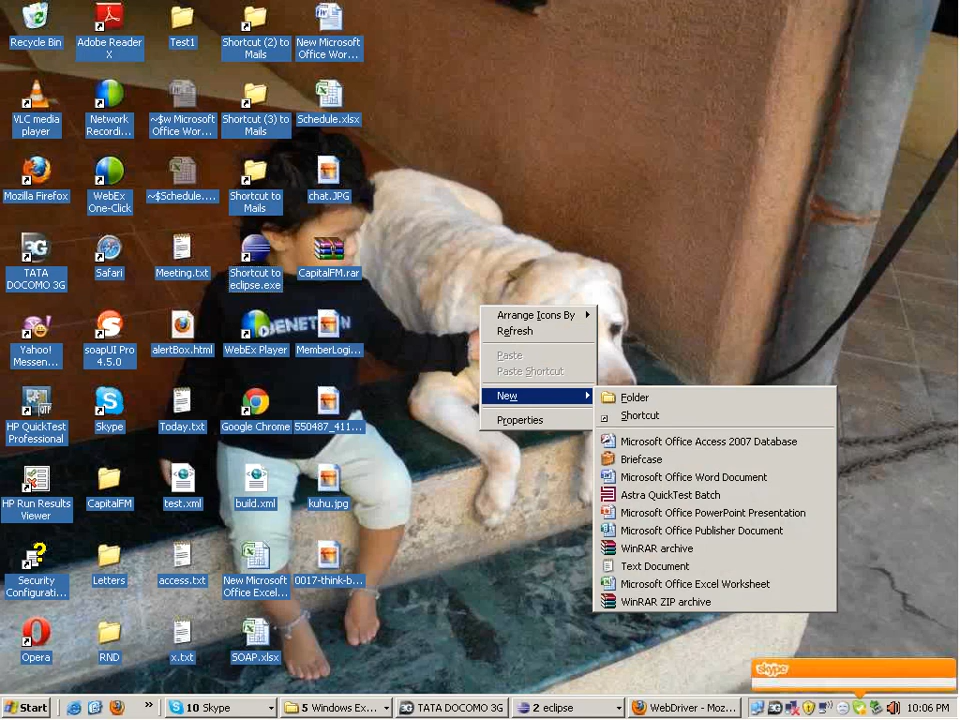 Recycle Bin
Adobe Reader
X
Test1
Shortcut (2) to
Mails
New Microsoft
Office Wor...
VLC media
player
Network
Recordi...
~$w Microsoft
Office Wor...
Shortcut (3) to
Mails
Schedule.xlsx
Mozilla Firefox
WebEx
One-Click
~$Schedule....
Shortcut to
Mails
chat.JPG
3G
TATA
DOCOMO 3G
Safari
Meeting.txt
Shortcut to
eclipse.exe
CapitalFM.rar
Yahoo!
Messen...
soapUI Pro
4.5.0
alertBox.html
WebEx Player
MemberLogi...
BENETTON
HP QuickTest
Professional
Skype
Today.txt
Google Chrome
550487_411...
HP Run Results
Viewer
CapitalFM
test.xml
build.xml
kuhu.jpg
Security
Configurati...
Letters
access.txt
New Microsoft
Office Excel...
0017-think-b...
Opera
RND
x.txt
SOAP.xlsx
Arrange Icons By
Refresh
Paste
Paste Shortcut
New
Properties
Folder
Shortcut
Microsoft Office Access 2007 Database
Briefcase
Microsoft Office Word Document
Astra QuickTest Batch
Microsoft Office PowerPoint Presentation
Microsoft Office Publisher Document
WinRAR archive
Text Document
Microsoft Office Excel Worksheet
WinRAR ZIP archive
skype
Start
»
10 Skype
5 Windows Ex...
3G TATA DOCOMO 3G
2 eclipse
WebDriver - Moz...
3G
10:06 PM